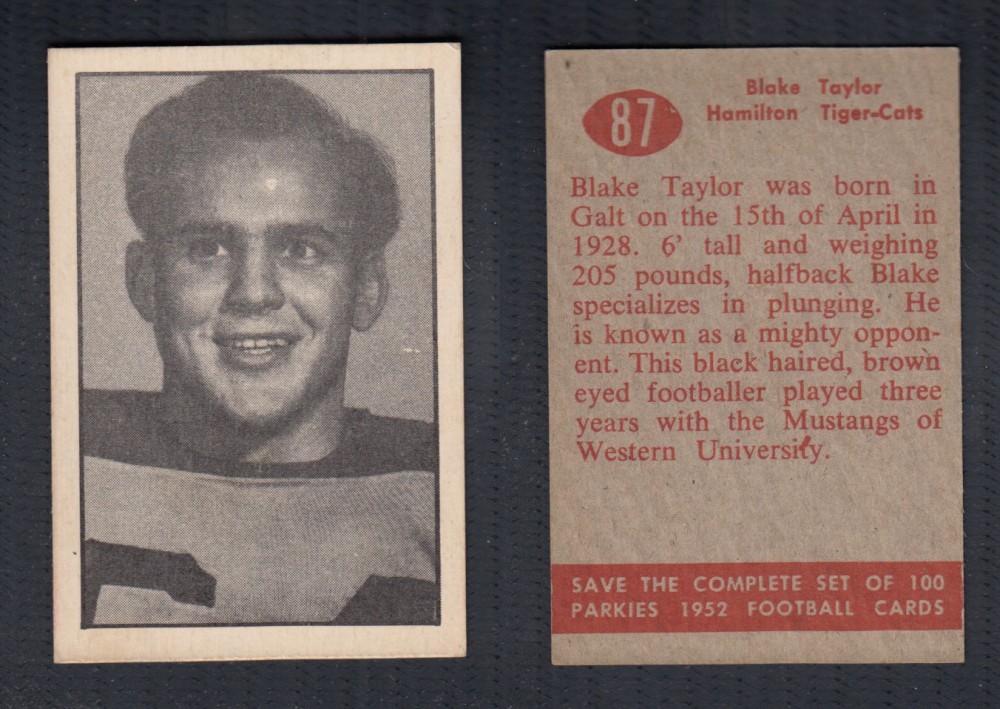 87
Blake Taylor
Hamilton Tiger-Cats
Blake Taylor was born in
Galt on the 15th of April in
1928. 6' tall and weighing
205 pounds, halfback Blake
specializes in plunging. He
is known as a mighty oppon-
ent. This black haired, brown
eyed footballer played three
years with the Mustangs of
Western University.
SAVE THE COMPLETE SET OF 100
PARKIES 1952 FOOTBALL CARDS